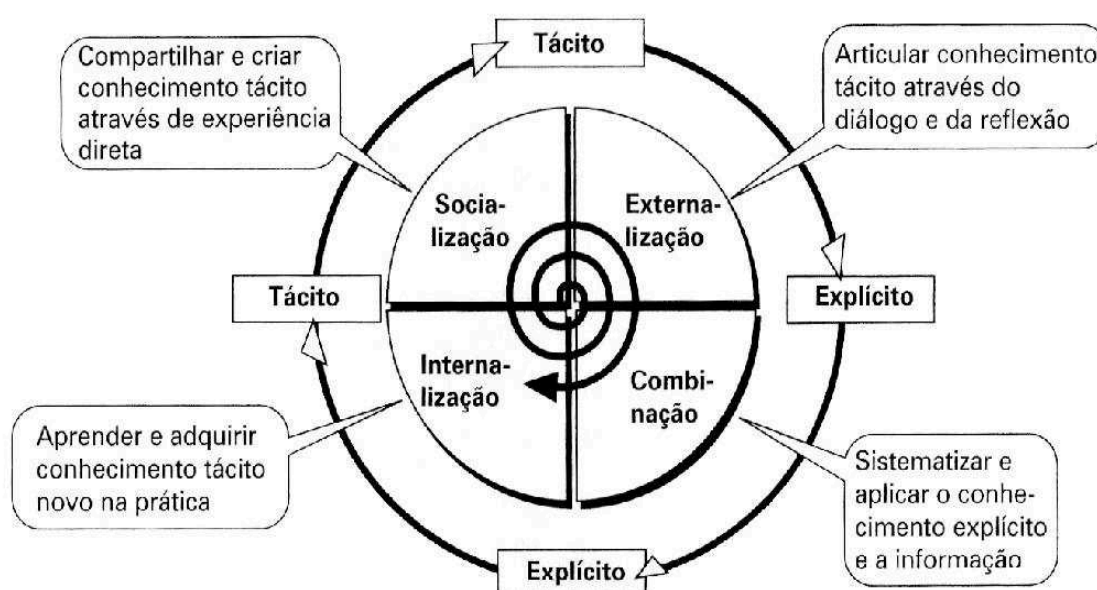 Tácito
Compartilhar e criar
conhecimento tácito
através de experiência
direta
Articular conhecimento
tácito através do
diálogo e da reflexão
Socia-
lização
Externa-
lização
Tácito
Explícito
Interna-
lização
Combi-
nação
Aprender e adquirir
conhecimento tácito
novo na prática
Sistematizar e
aplicar o conhe-
cimento explícito
e a informação
Explícito